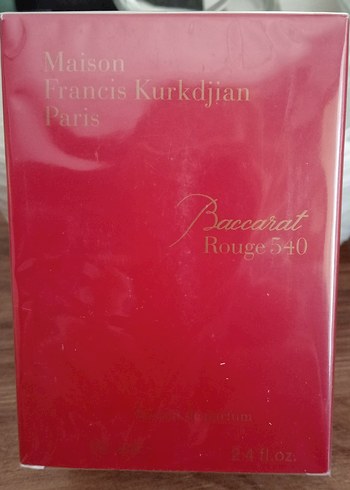 Maison
Francis Kurkdjian
Paris
Baccarat
Rouge 540
2.4 fl.oz.